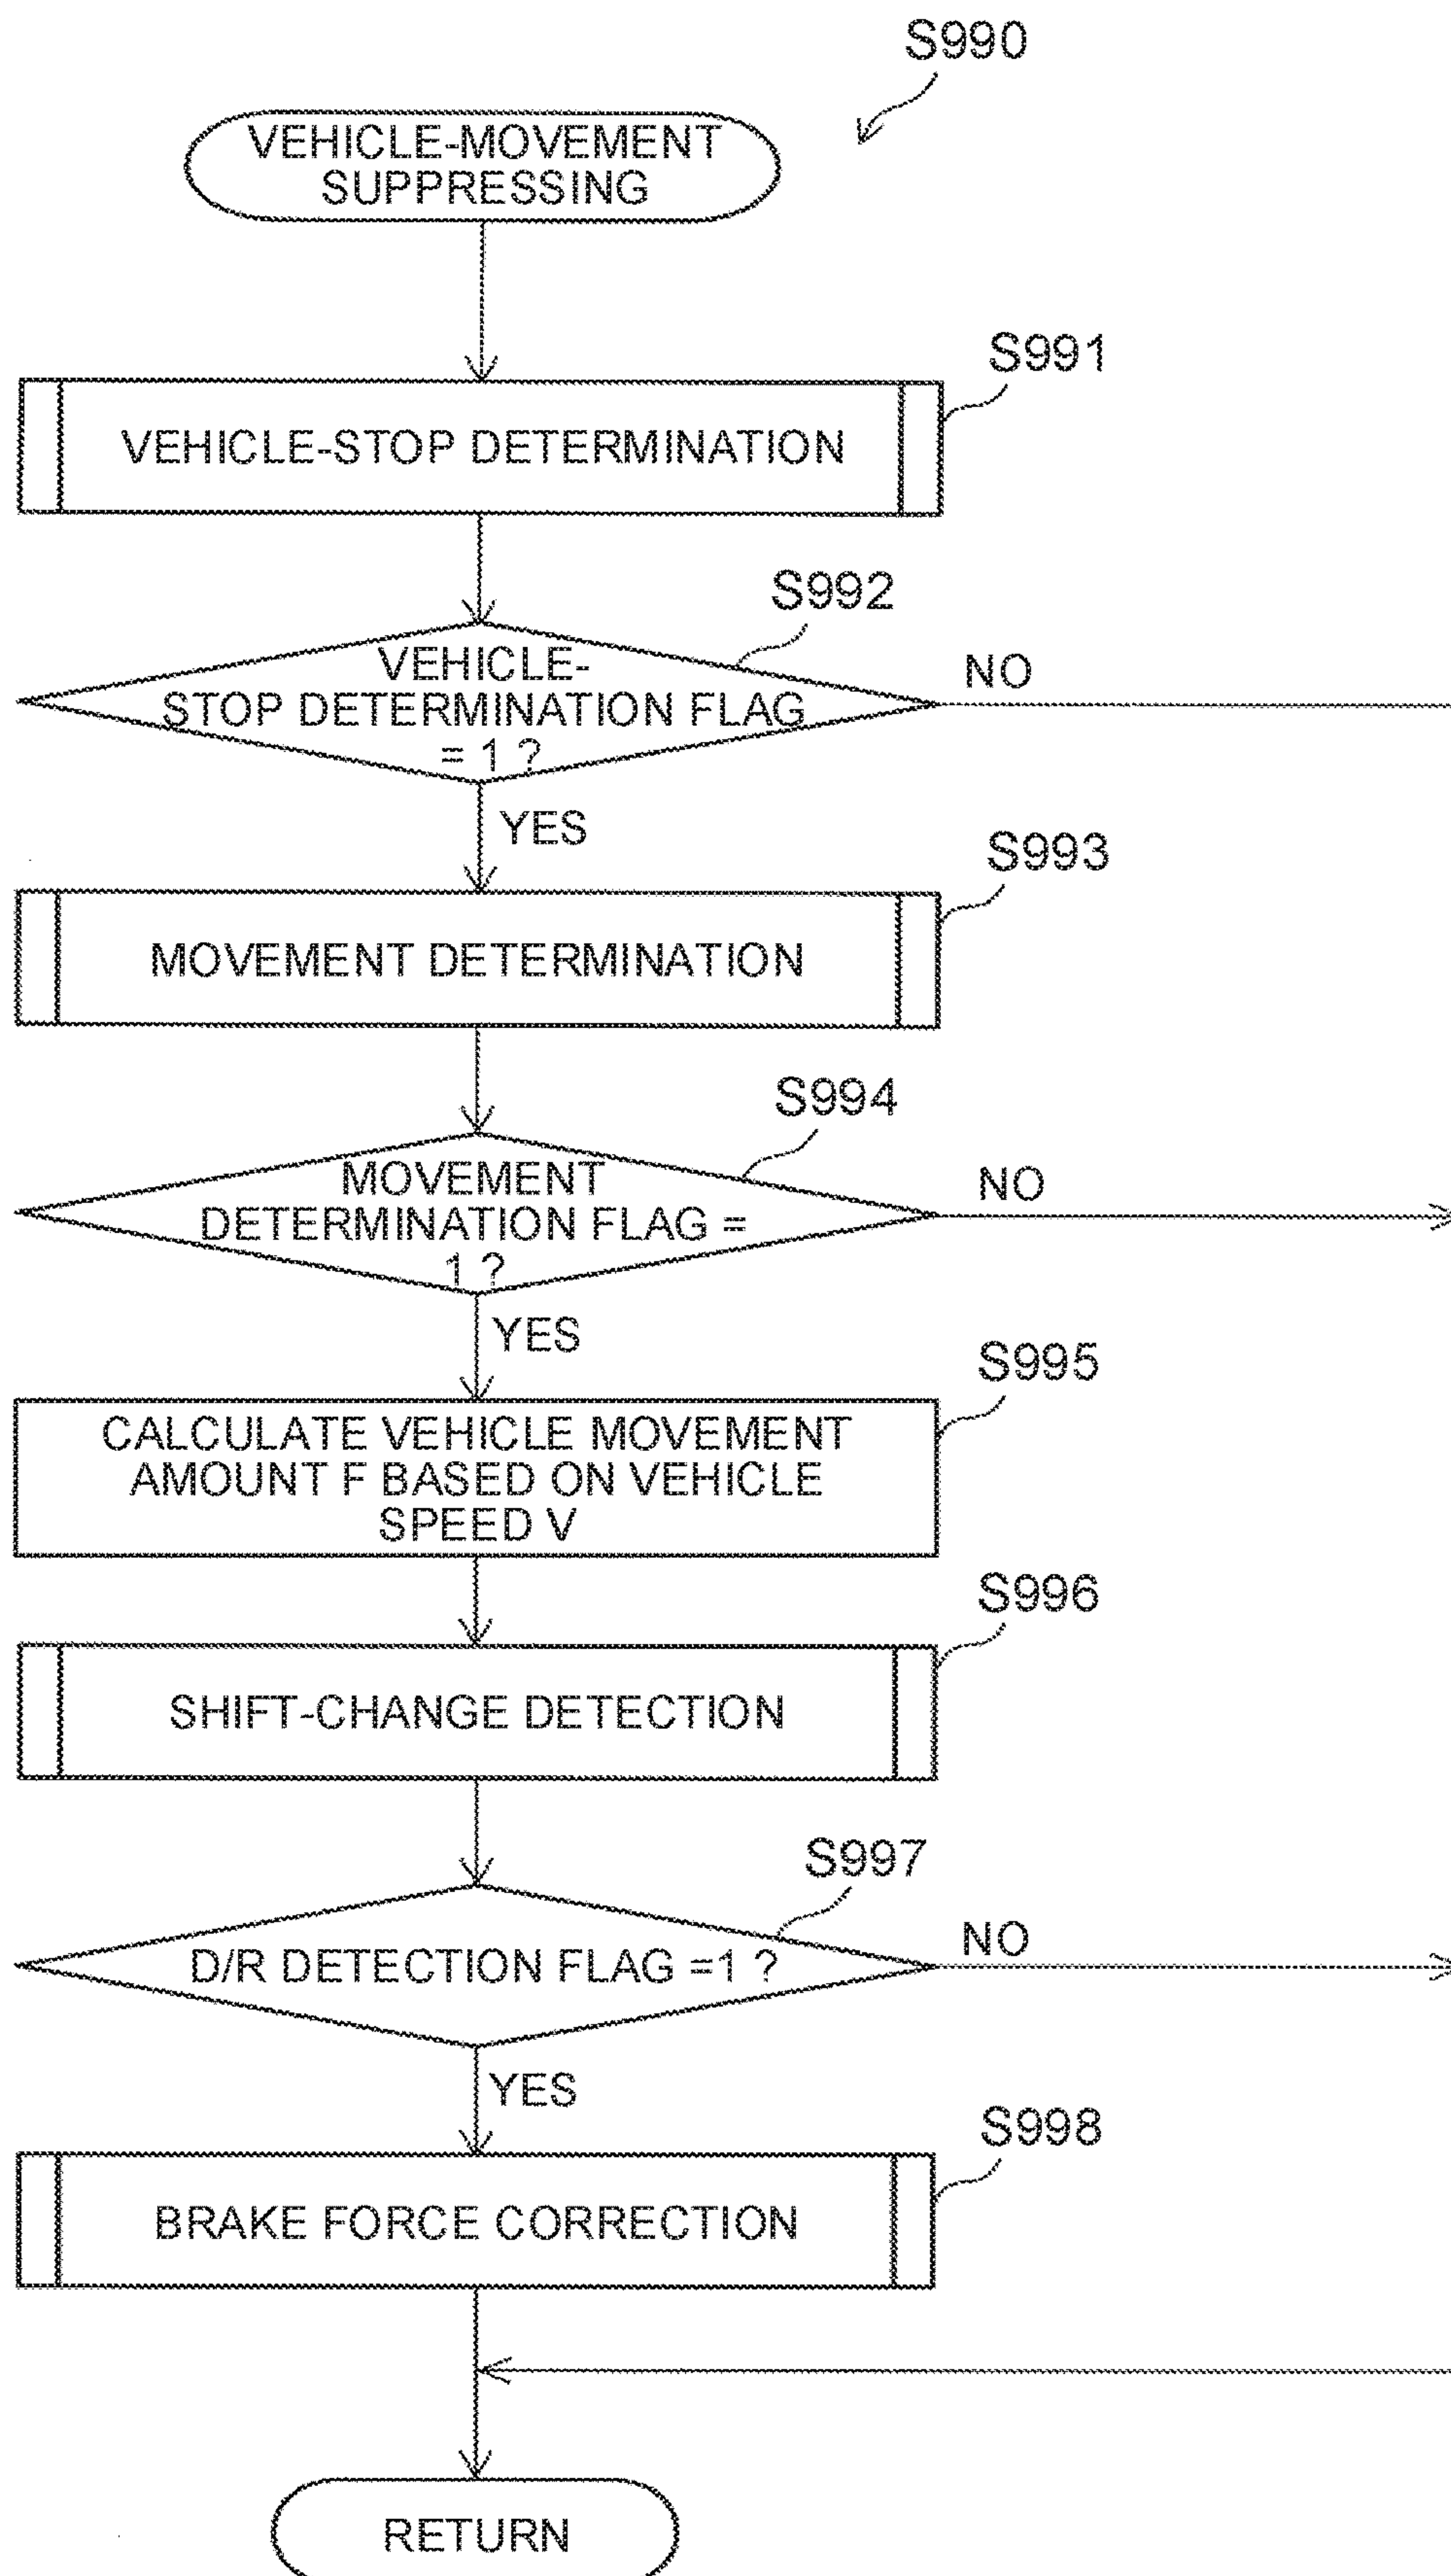 S990
VEHICLE-MOVEMENT
SUPPRESSING
S991
VEHICLE-STOP DETERMINATION
S992
VEHICLE-
STOP DETERMINATION FLAG
= 1 ?
NO
YES
S993
MOVEMENT DETERMINATION
S994
MOVEMENT
DETERMINATION FLAG =
1 ?
NO
YES
S995
CALCULATE VEHICLE MOVEMENT
AMOUNT F BASED ON VEHICLE
SPEED V
S996
SHIFT-CHANGE DETECTION
S997
D/R DETECTION FLAG =1 ?
NO
YES
S998
BRAKE FORCE CORRECTION
RETURN